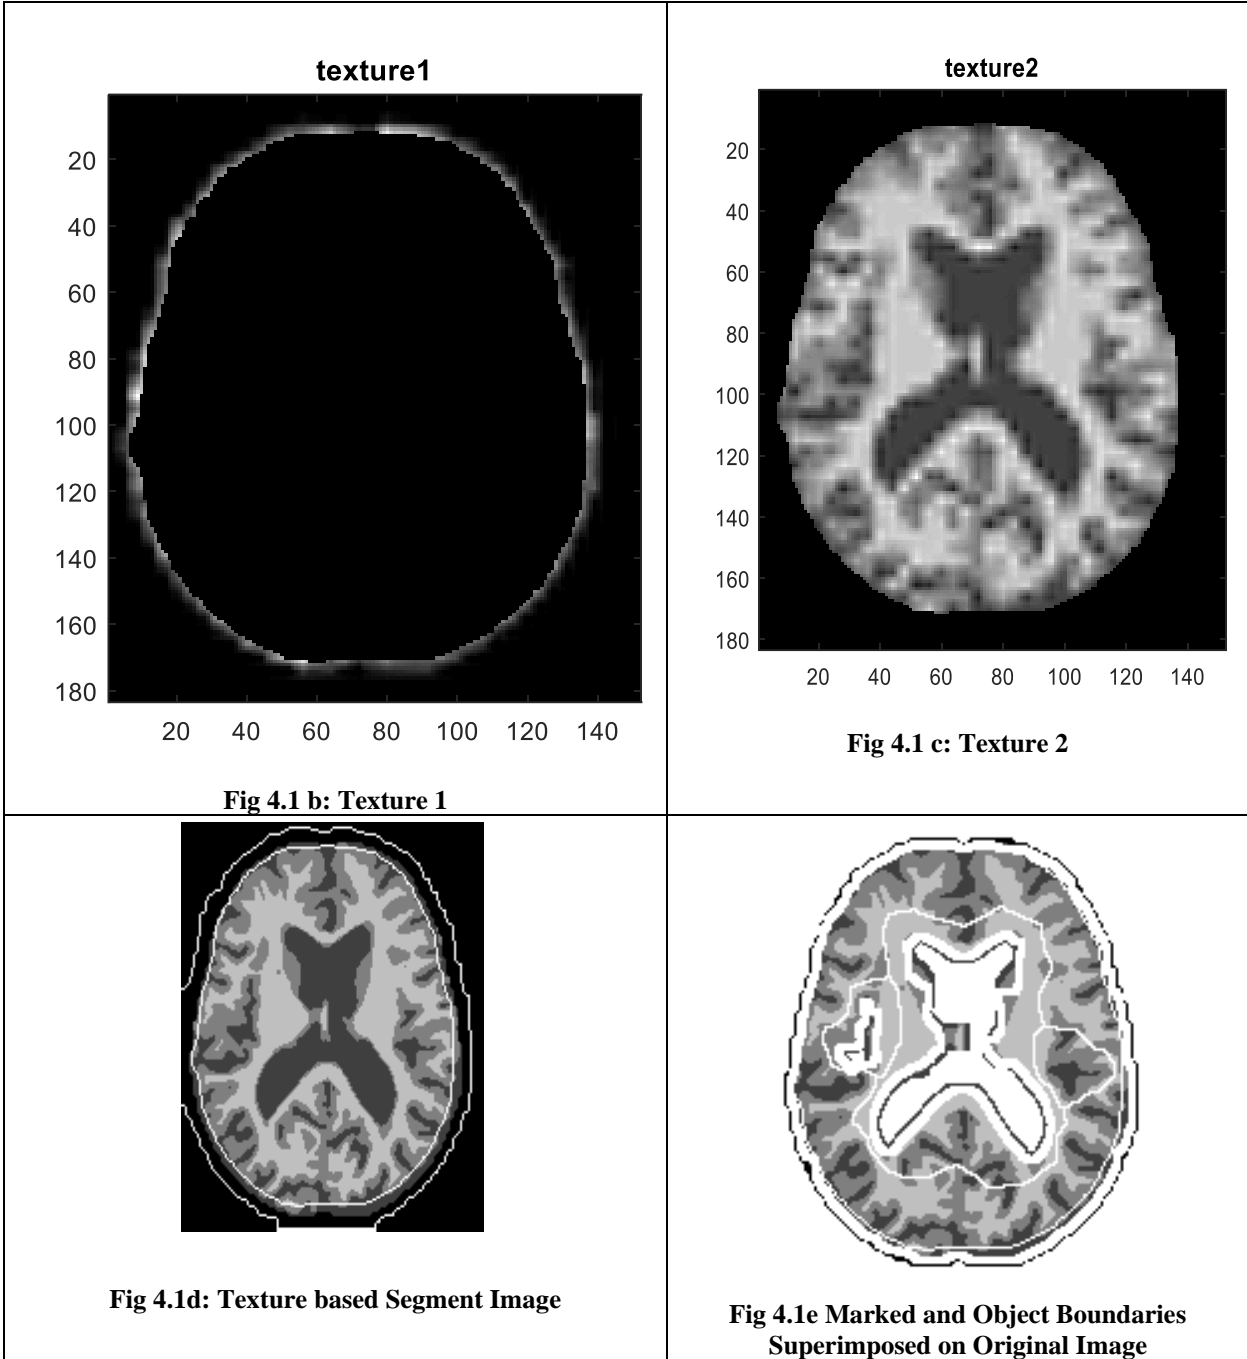 texture1
20
40
60
80
100
120
140
160
180
20 40 60 80 100 120 140
Fig 4.1 b: Texture 1
texture2
20
40
60
80
100
120
140
160
180
20 40 60 80 100 120 140
Fig 4.1 c: Texture 2
Fig 4.1d: Texture based Segment Image
Fig 4.1e Marked and Object Boundaries
Superimposed on Original Image